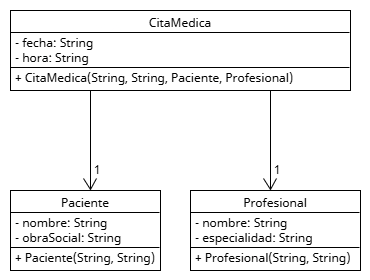 CitaMedica
- fecha: String
- hora: String
+ CitaMedica(String, String, Paciente, Profesional)
1
1
Paciente
- nombre: String
- obraSocial: String
+ Paciente(String, String)
Profesional
- nombre: String
- especialidad: String
+ Profesional(String, String)